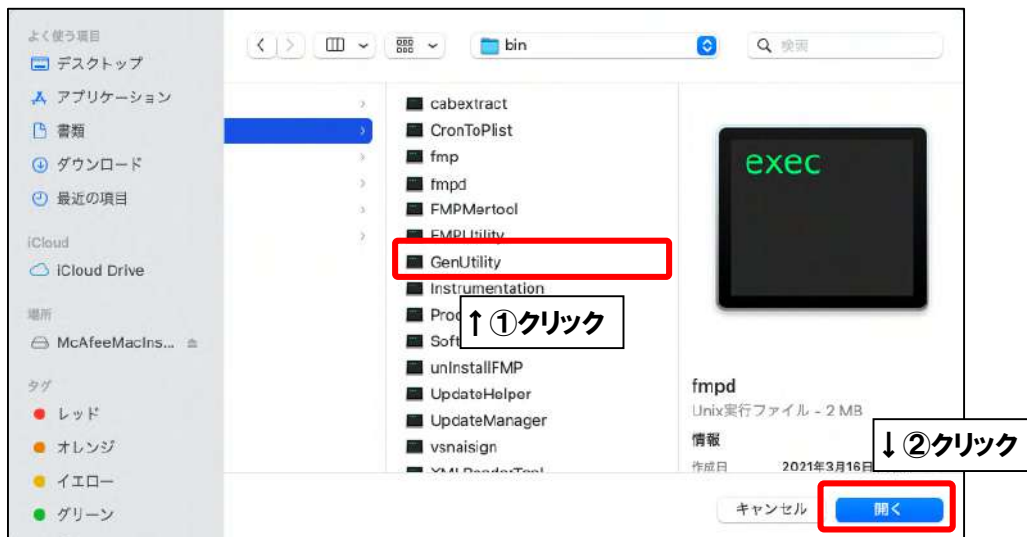 よく使う項目
デスクトップ
アプリケーション
書類
ダウンロード
最近の項目
iCloud
iCloud Drive
場所
McAfeeMacIns...
タグ
レッド
オレンジ
イエロー
グリーン
bin
検索
cabextract
CronToPlist
fmp
fmpd
FMPMertool
FMPUtility
GenUtility
Instrumentation
↑①クリック
unInstallFMP
UpdateHelper
UpdateManager
vsnaisign
XMLReaderTool
exec
fmpd
Unix実行ファイル - 2 MB
情報
作成日 2021年3月16日
↓②クリック
キャンセル
開く